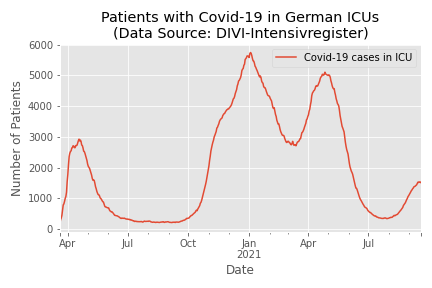 Patients with Covid-19 in German ICUs
(Data Source: DIVI-Intensivregister)
Covid-19 cases in ICU
Number of Patients
6000
5000
4000
3000
2000
1000
0
Apr Jul Oct Jan Apr Jul
2021
Date